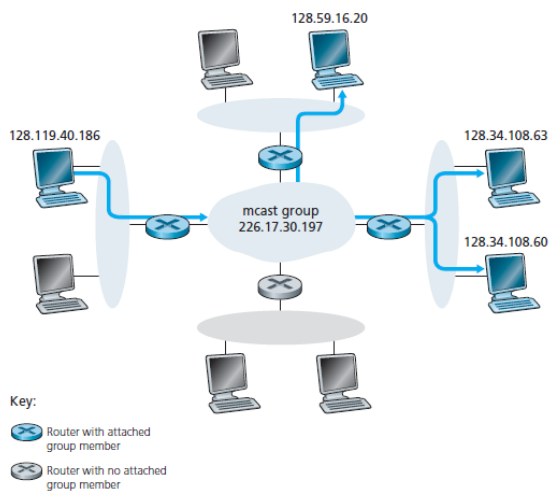 128.59.16.20
128.119.40.186
128.34.108.63
mcast group
226.17.30.197
128.34.108.60
Key:
Router with attached
group member
Router with no attached
group member